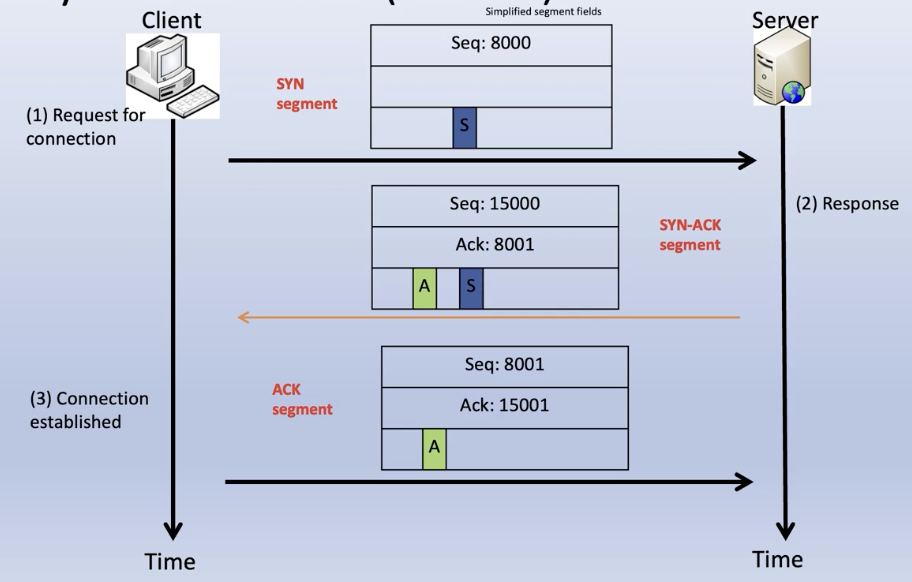 Simplified segment fields
Client
Server
Seq: 8000
SYN
segment
(1) Request for
connection
S
Seq: 15000
(2) Response
Ack: 8001
SYN-ACK
segment
A
S
Seq: 8001
(3) Connection
established
ACK
segment
Ack: 15001
A
Time
Time